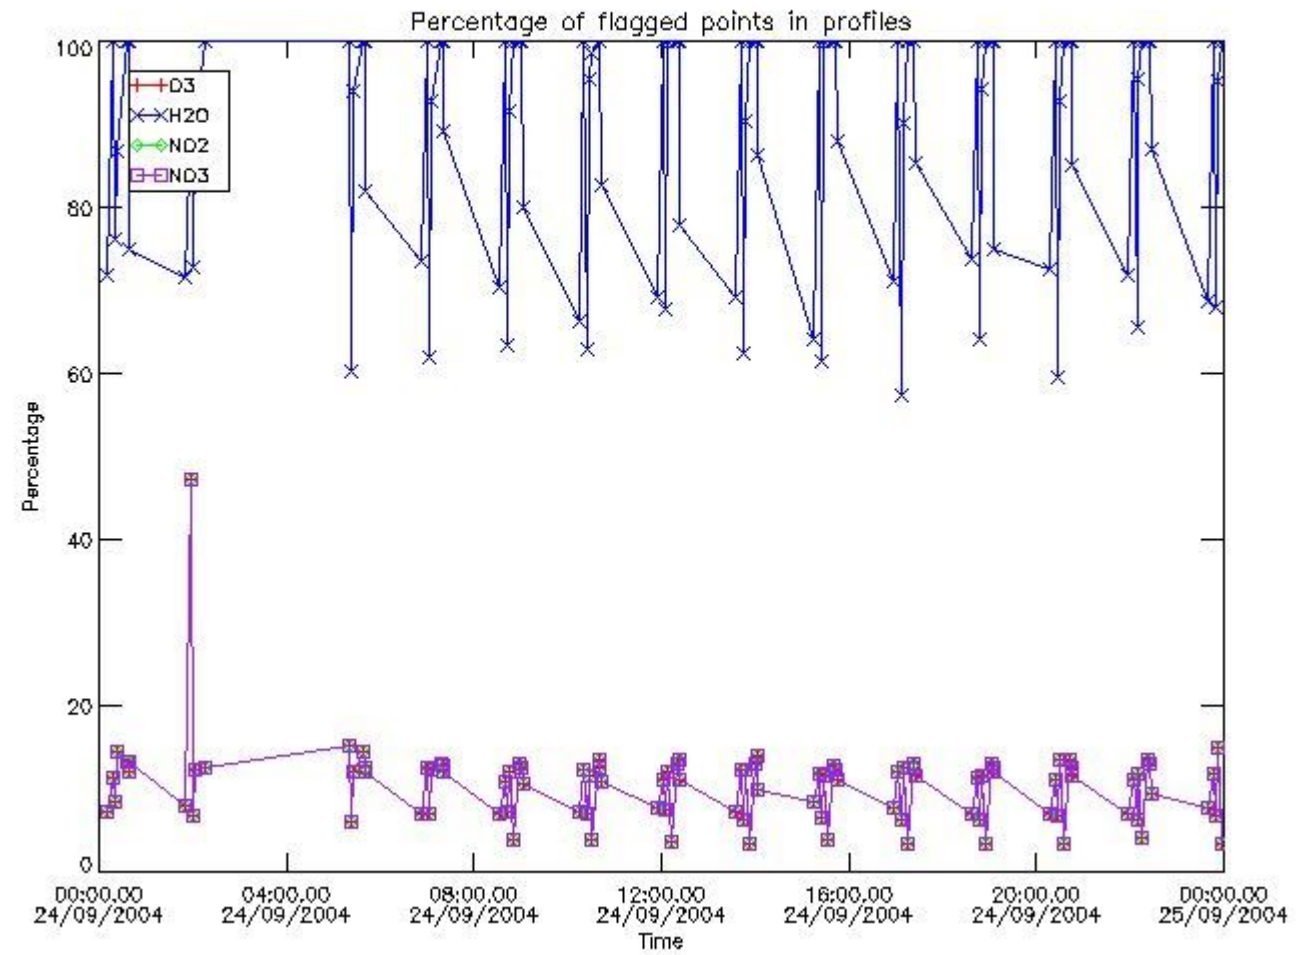 Percentage of flagged points in profiles
100
80
60
40
20
0
Percentage
O3
H2O
NO2
NO3
00:00.00 04:00.00 08:00.00 12:00.00 16:00.00 20:00.00 00:00.00
24/09/2004 24/09/2004 24/09/2004 24/09/2004 24/09/2004 24/09/2004 25/09/2004
Time